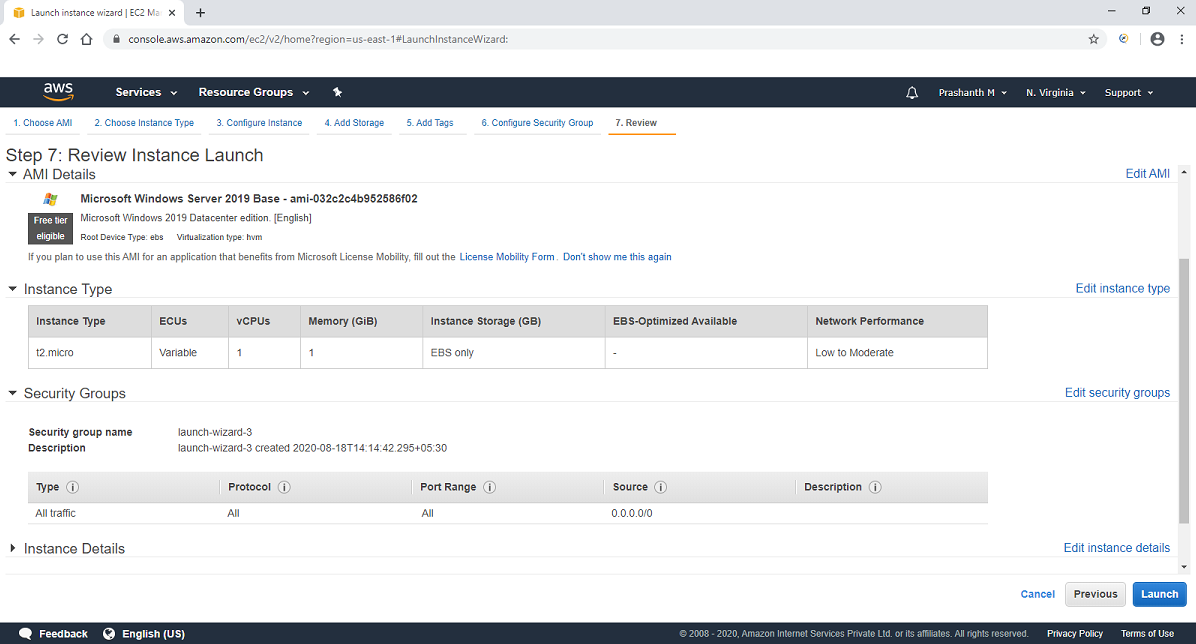 Launch instance wizard | EC2 Ma
console.aws.amazon.com/ec2/v2/home?region=us-east-1#LaunchInstanceWizard:
aws Services Resource Groups Prashanth M N. Virginia Support
1. Choose AMI 2. Choose Instance Type 3. Configure Instance 4. Add Storage 5. Add Tags 6. Configure Security Group 7. Review
Step 7: Review Instance Launch
AMI Details Edit AMI
Microsoft Windows Server 2019 Base - ami-032c2c4b952586f02
Free tier eligible
Microsoft Windows 2019 Datacenter edition. [English]
Root Device Type: ebs Virtualization type: hvm
If you plan to use this AMI for an application that benefits from Microsoft License Mobility, fill out the License Mobility Form . Don't show me this again
Instance Type Edit instance type
Instance Type ECUs vCPUs Memory (GiB) Instance Storage (GB) EBS-Optimized Available Network Performance
t2.micro Variable 1 1 EBS only - Low to Moderate
Security Groups Edit security groups
Security group name launch-wizard-3
Description launch-wizard-3 created 2020-08-18T14:14:42.295+05:30
Type i Protocol i Port Range i Source i Description i
All traffic All All 0.0.0.0/0
Instance Details Edit instance details
Cancel Previous Launch
Feedback English (US) © 2008 - 2020, Amazon Internet Services Private Ltd. or its affiliates. All rights reserved. Privacy Policy Terms of Use